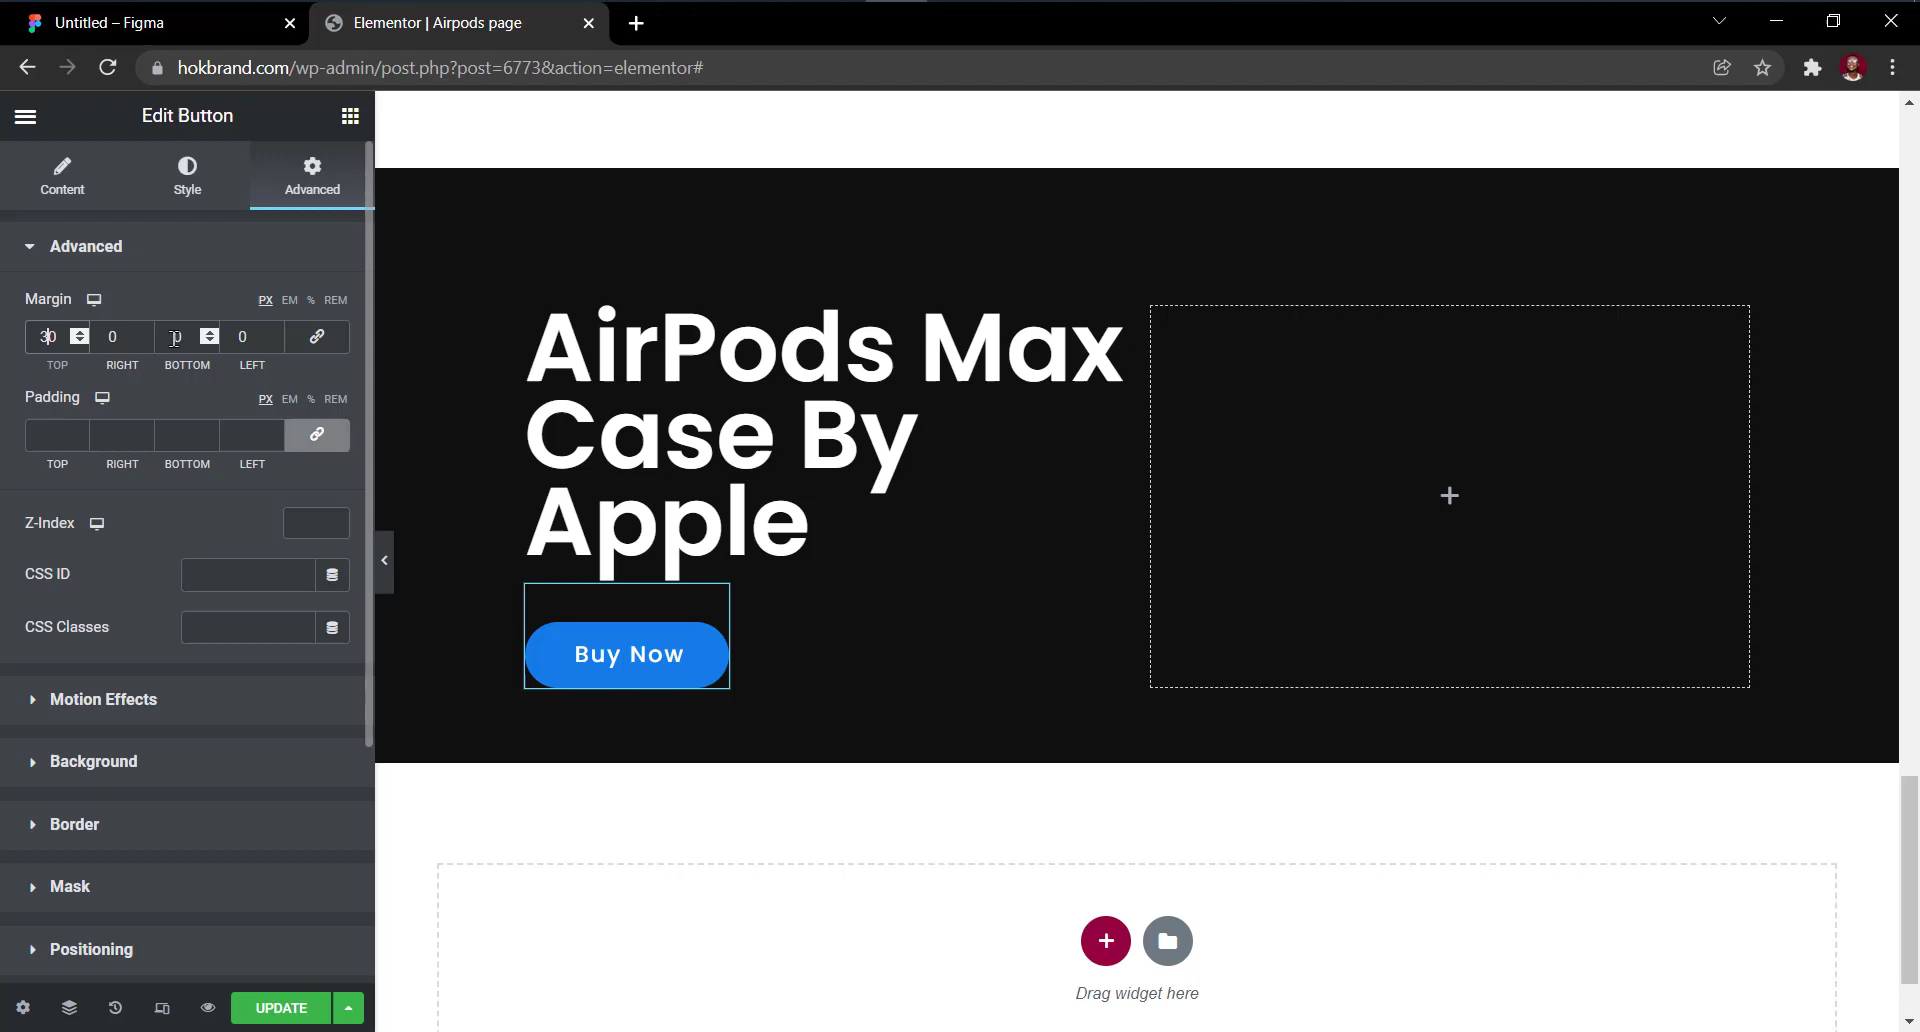 Untitled – Figma
Elementor | Airpods page
hokbrand.com/wp-admin/post.php?post=6773&action=elementor#
Edit Button
Content
Style
Advanced
Advanced
Margin
PX EM % REM
30 0 0 0
TOP RIGHT BOTTOM LEFT
Padding
PX EM % REM
TOP RIGHT BOTTOM LEFT
Z-Index
CSS ID
CSS Classes
Motion Effects
Background
Border
Mask
Positioning
UPDATE
AirPods Max
Case By
Apple
Buy Now
Drag widget here